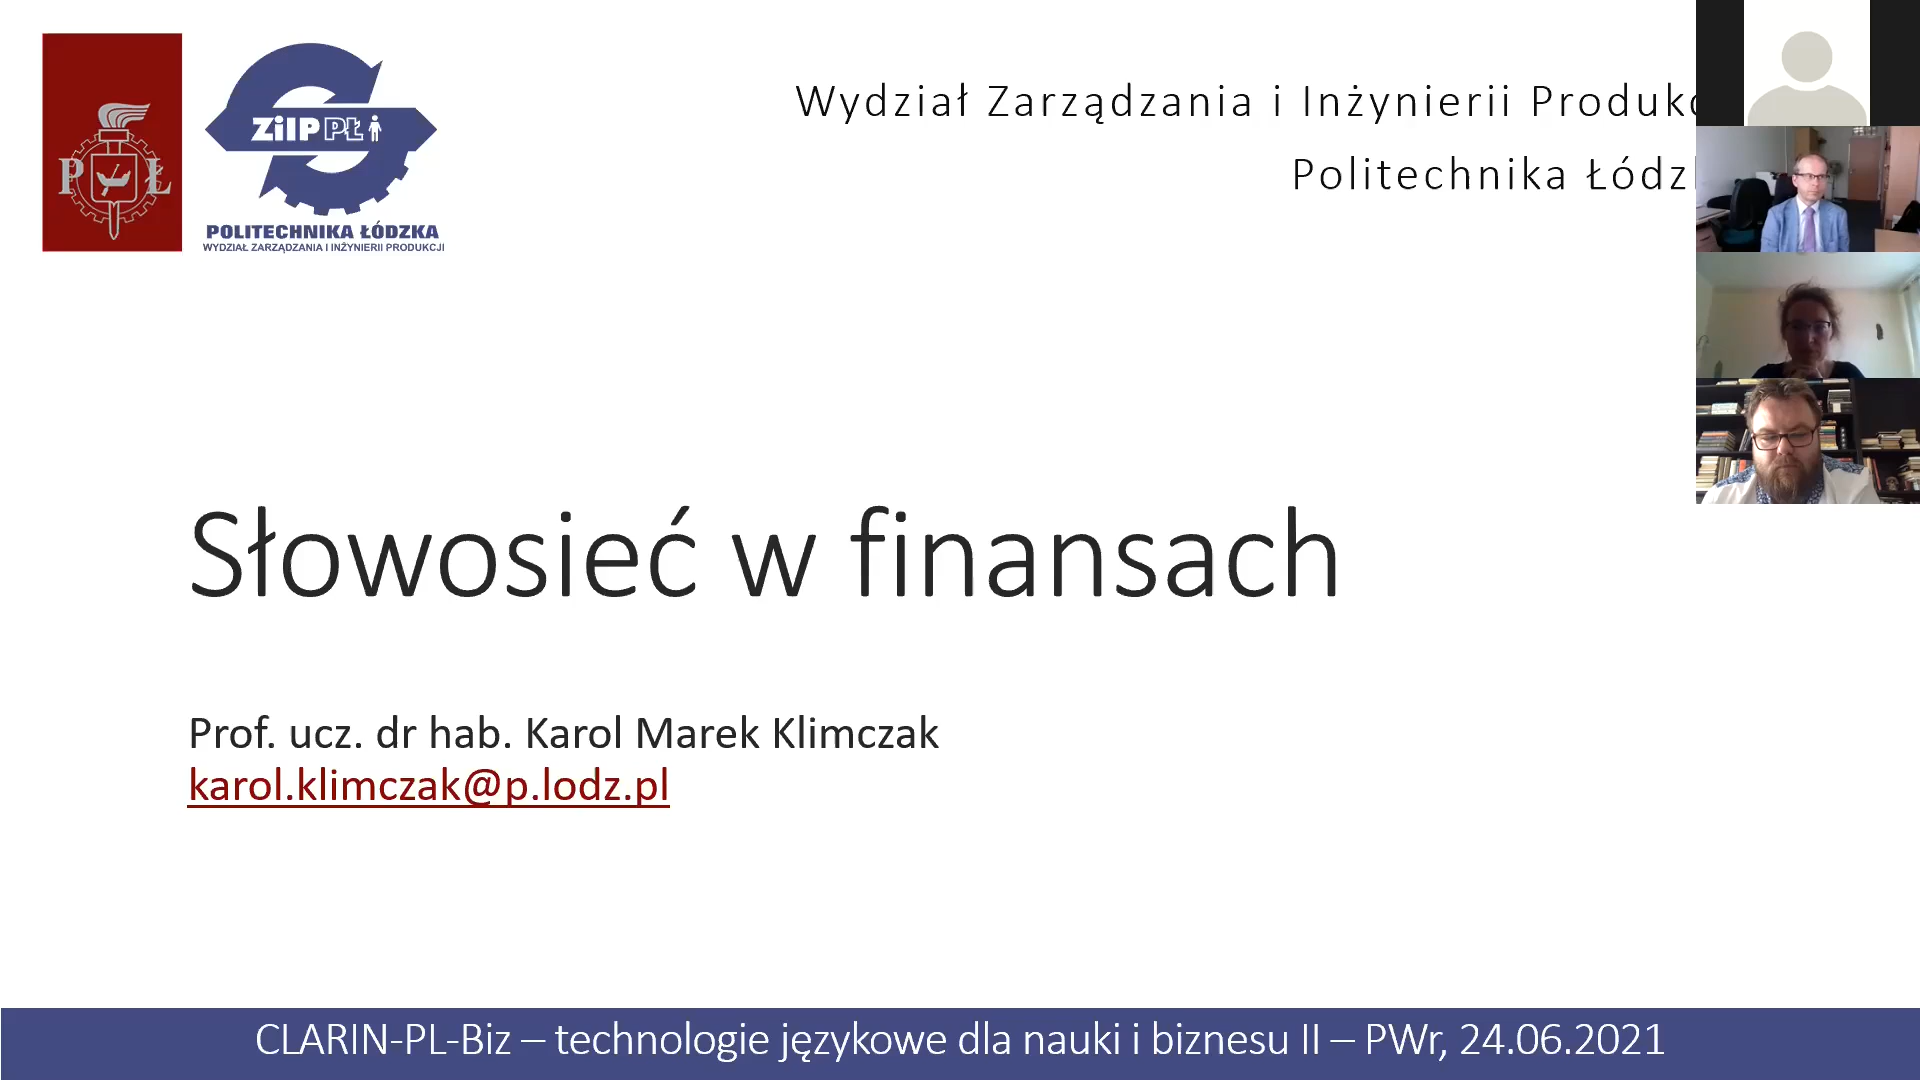 P Ł
ZiIP PŁ
POLITECHNIKA ŁÓDZKA
WYDZIAŁ ZARZĄDZANIA I INŻYNIERII PRODUKCJI
Wydział Zarządzania i Inżynierii
Politechnika
Słowosieć w finansach
Prof. ucz. dr hab. Karol Marek Klimczak
karol.klimczak@p.lodz.pl
CLARIN-PL-Biz – technologie językowe dla nauki i biznesu II – PWr, 24.06.2021